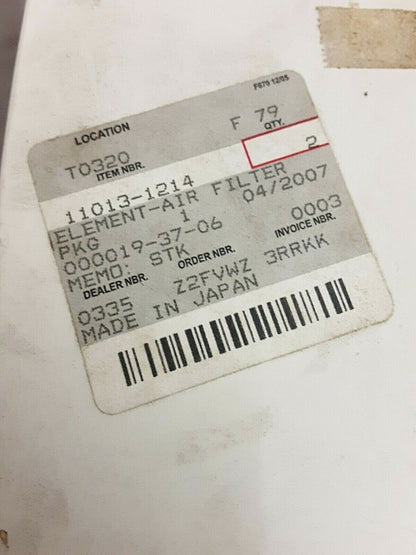 F670 12/05
LOCATION
T0320 F 79
ITEM NBR. QTY.
11013-1214 2
ELEMENT-AIR FILTER
PKG 1 04/2007
000019-37-06 0003
MEMO: STK INVOICE NBR.
DEALER NBR. ORDER NBR.
0335 Z2FVWZ 3RRKK
MADE IN JAPAN